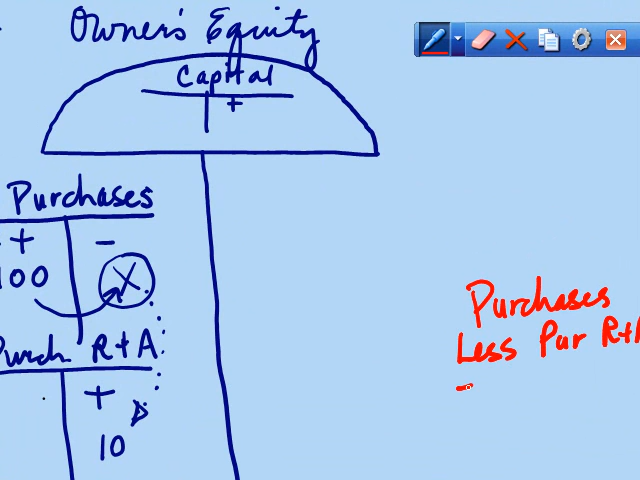 Owner's Equity
Capital
+
Purchases
+ -
100 X
Purch R+A
+
10
Purchases
Less Pur R+A
-